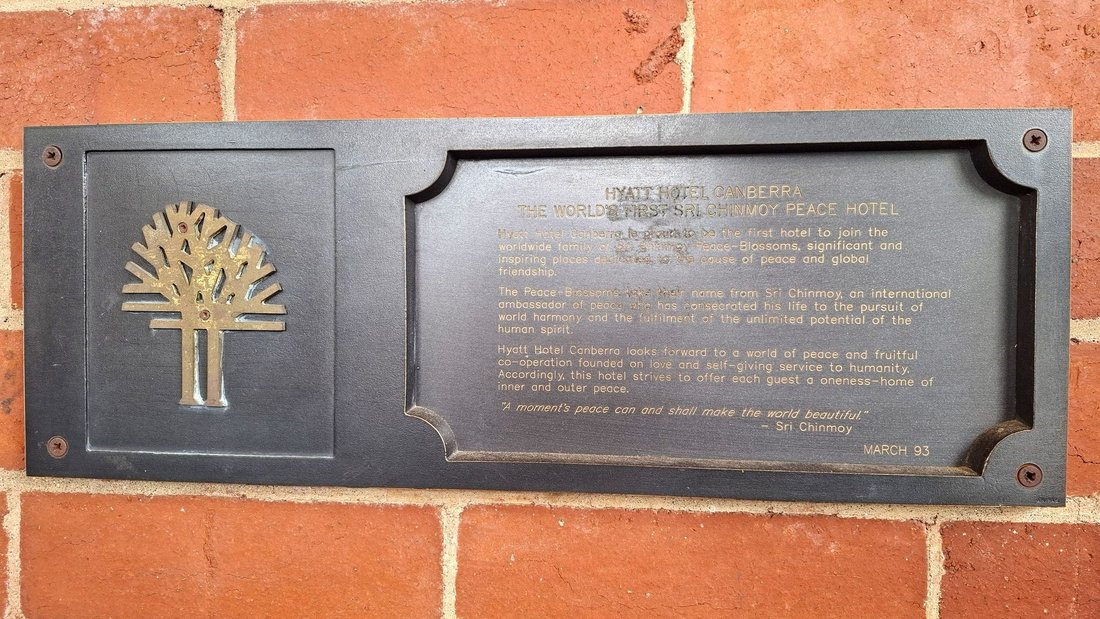 HYATT HOTEL CANBERRA
THE WORLD'S FIRST SRI CHINMOY PEACE HOTEL
Hyatt Hotel Canberra is proud to be the first hotel to join the
worldwide family of Sri Chinmoy Peace-Blossoms, significant and
inspiring places dedicated to the cause of peace and global
friendship.
The Peace-Blossoms take their name from Sri Chinmoy, an international
ambassador of peace who has consecrated his life to the pursuit of
world harmony and the fulfilment of the unlimited potential of the
human spirit.
Hyatt Hotel Canberra looks forward to a world of peace and fruitful
co-operation founded on love and self-giving service to humanity.
Accordingly, this hotel strives to offer each guest a oneness-home of
inner and outer peace.
"A moment's peace can and shall make the world beautiful."
- Sri Chinmoy
MARCH 93